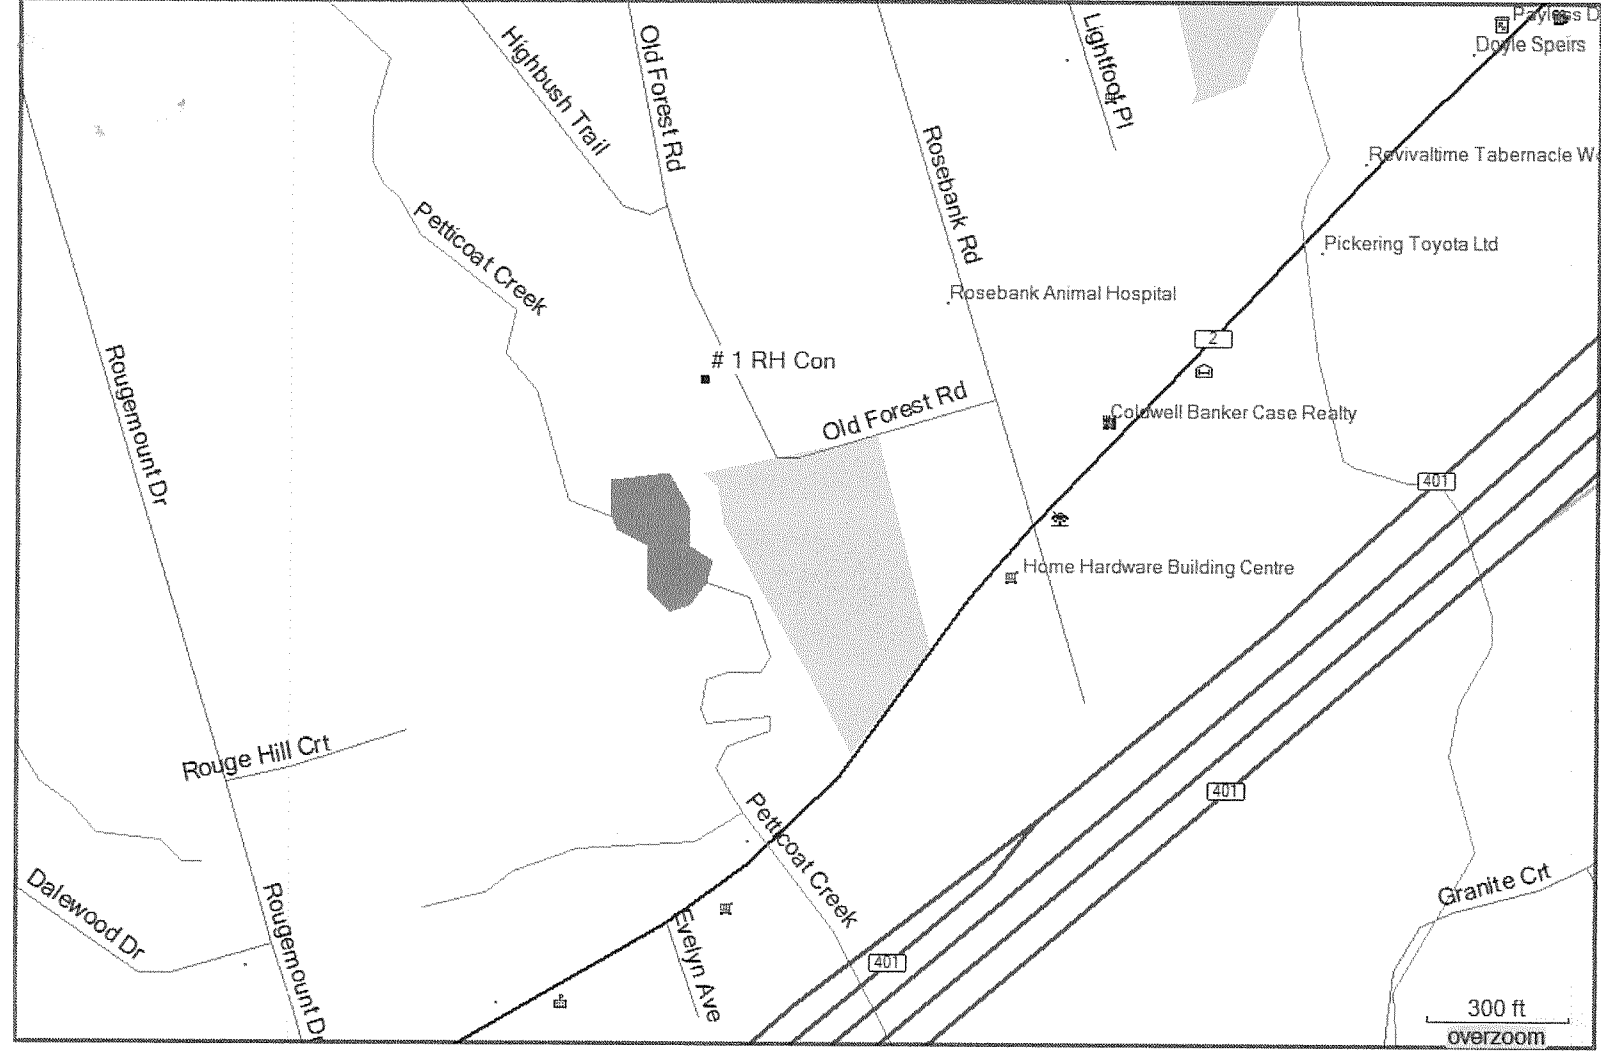 Payless D
Doyle Speirs
Highbush Trail
Old Forest Rd
Lightfoot Pl
Rosebank Rd
Revivaltime Tabernacle W
Petticoat Creek
Pickering Toyota Ltd
Rosebank Animal Hospital
2
# 1 RH Con
Rougemount Dr
Old Forest Rd
Coldwell Banker Case Realty
401
Home Hardware Building Centre
Rouge Hill Crt
401
Petticoat Creek
Dalewood Dr
Rougemount Dr
Evelyn Ave
401
Granite Crt
300 ft
overzoom